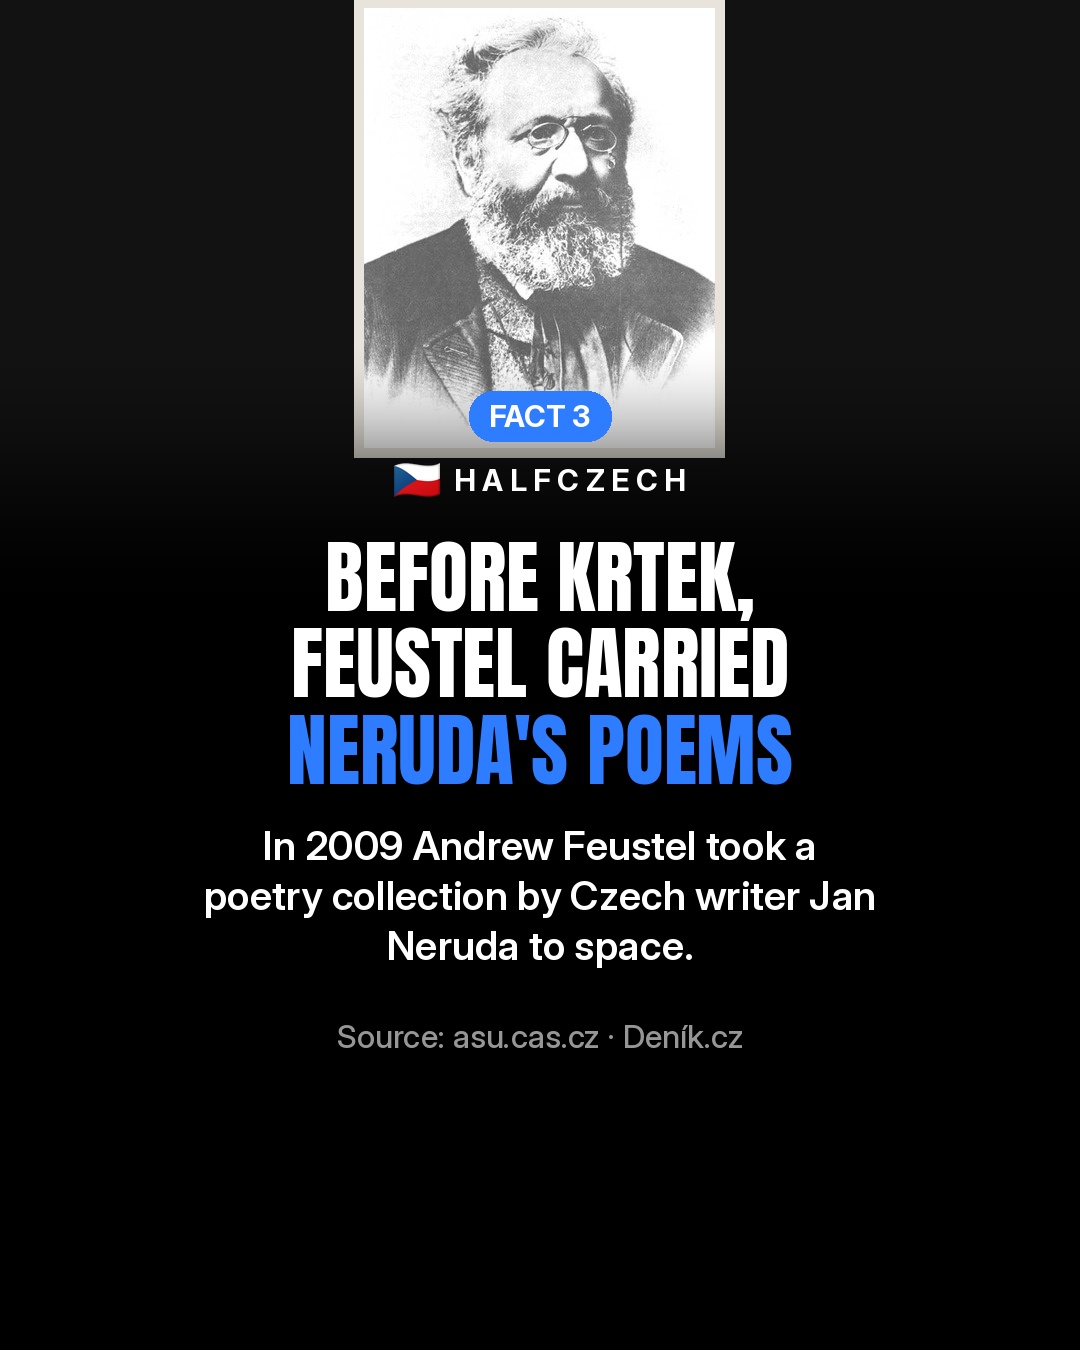 FACT 3
HALFCZECH
BEFORE KRTEK,
FEUSTEL CARRIED
NERUDA'S POEMS
In 2009 Andrew Feustel took a
poetry collection by Czech writer Jan
Neruda to space.
Source: asu.cas.cz · Deník.cz